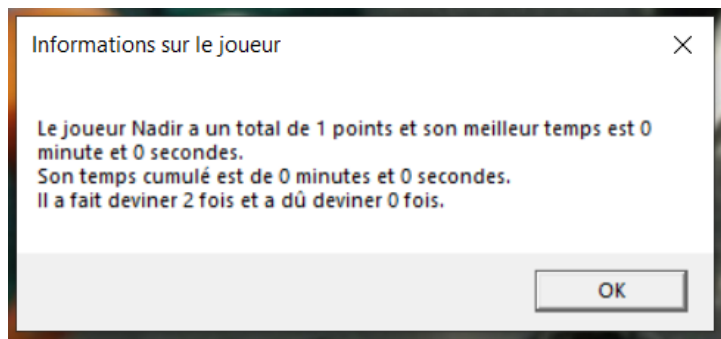 Informations sur le joueur
Le joueur Nadir a un total de 1 points et son meilleur temps est 0
minute et 0 secondes.
Son temps cumulé est de 0 minutes et 0 secondes.
Il a fait deviner 2 fois et a dû deviner 0 fois.
OK